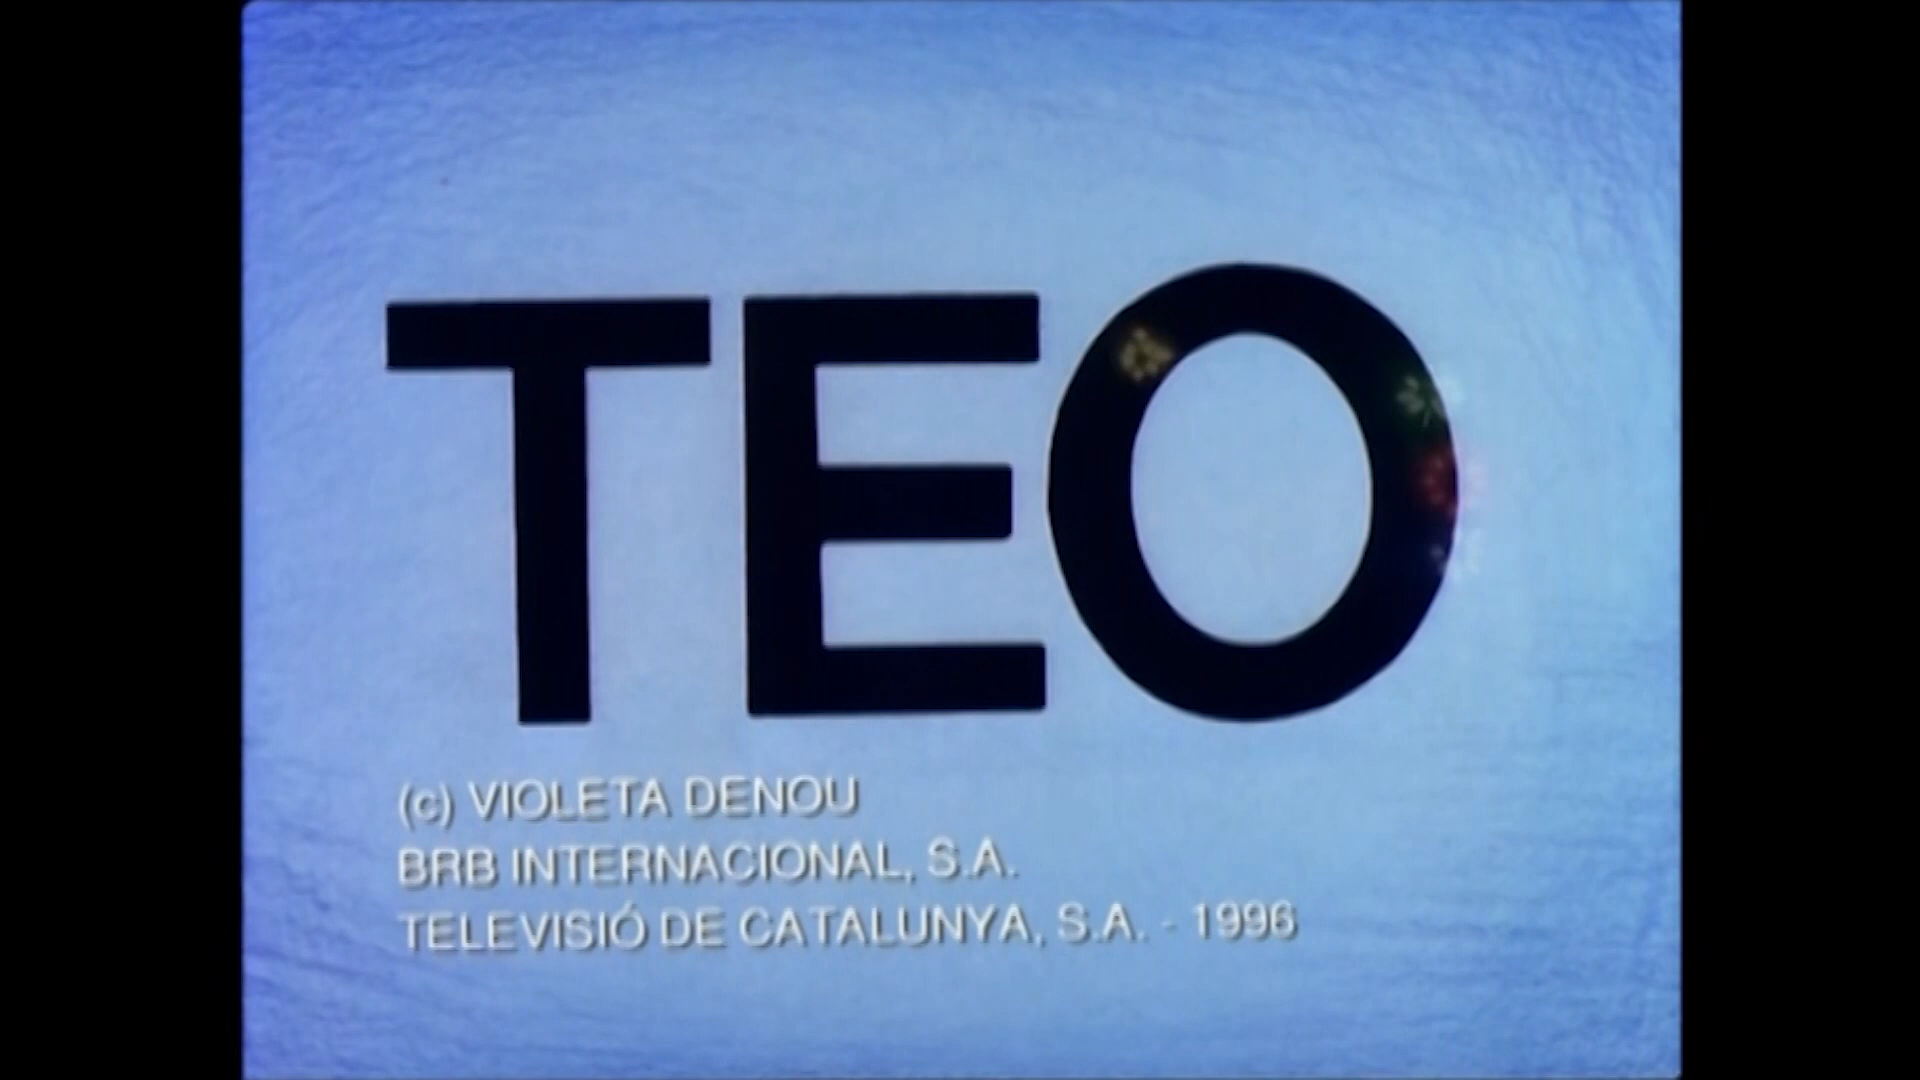 TEO
(c) VIOLETA DENOU
BRB INTERNACIONAL, S.A.
TELEVISIÓ DE CATALUNYA, S.A. - 1996